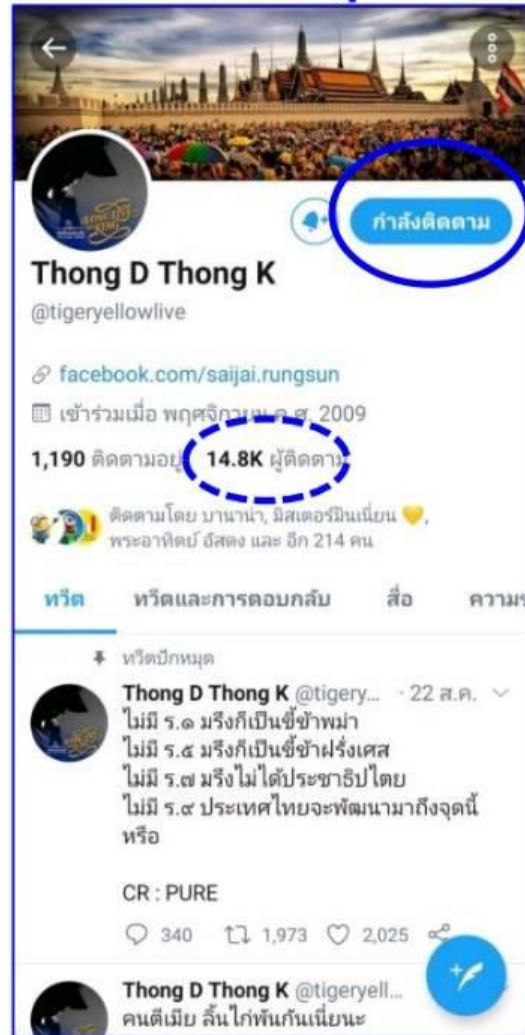 กำลังติดตาม
Thong D Thong K
@tigeryellowlive
facebook.com/saijai.rungsun
เข้าร่วมเมื่อ พฤศจิกายน ค.ศ. 2009
1,190 ติดตามอยู่ 14.8K ผู้ติดตาม
ติดตามโดย บานาน่า, มิสเตอร์มินเนี่ยน 💛,
พระอาทิตย์ อัสดง และ อีก 214 คน
ทวีต ทวีตและการตอบกลับ สื่อ ความช
ทวีตปักหมุด
Thong D Thong K @tigery... · 22 ส.ค.
ไม่มี ร.๑ มรึงก็เป็นขี้ข้าพม่า
ไม่มี ร.๕ มรึงก็เป็นขี้ข้าฝรั่งเศส
ไม่มี ร.๗ มรึงไม่ได้ประชาธิปไตย
ไม่มี ร.๙ ประเทศไทยจะพัฒนามาถึงจุดนี้
หรือ
CR : PURE
340 1,973 2,025
Thong D Thong K @tigeryell...
คนตีเมีย ลิ้นไก่พันกันเนี่ยนะ